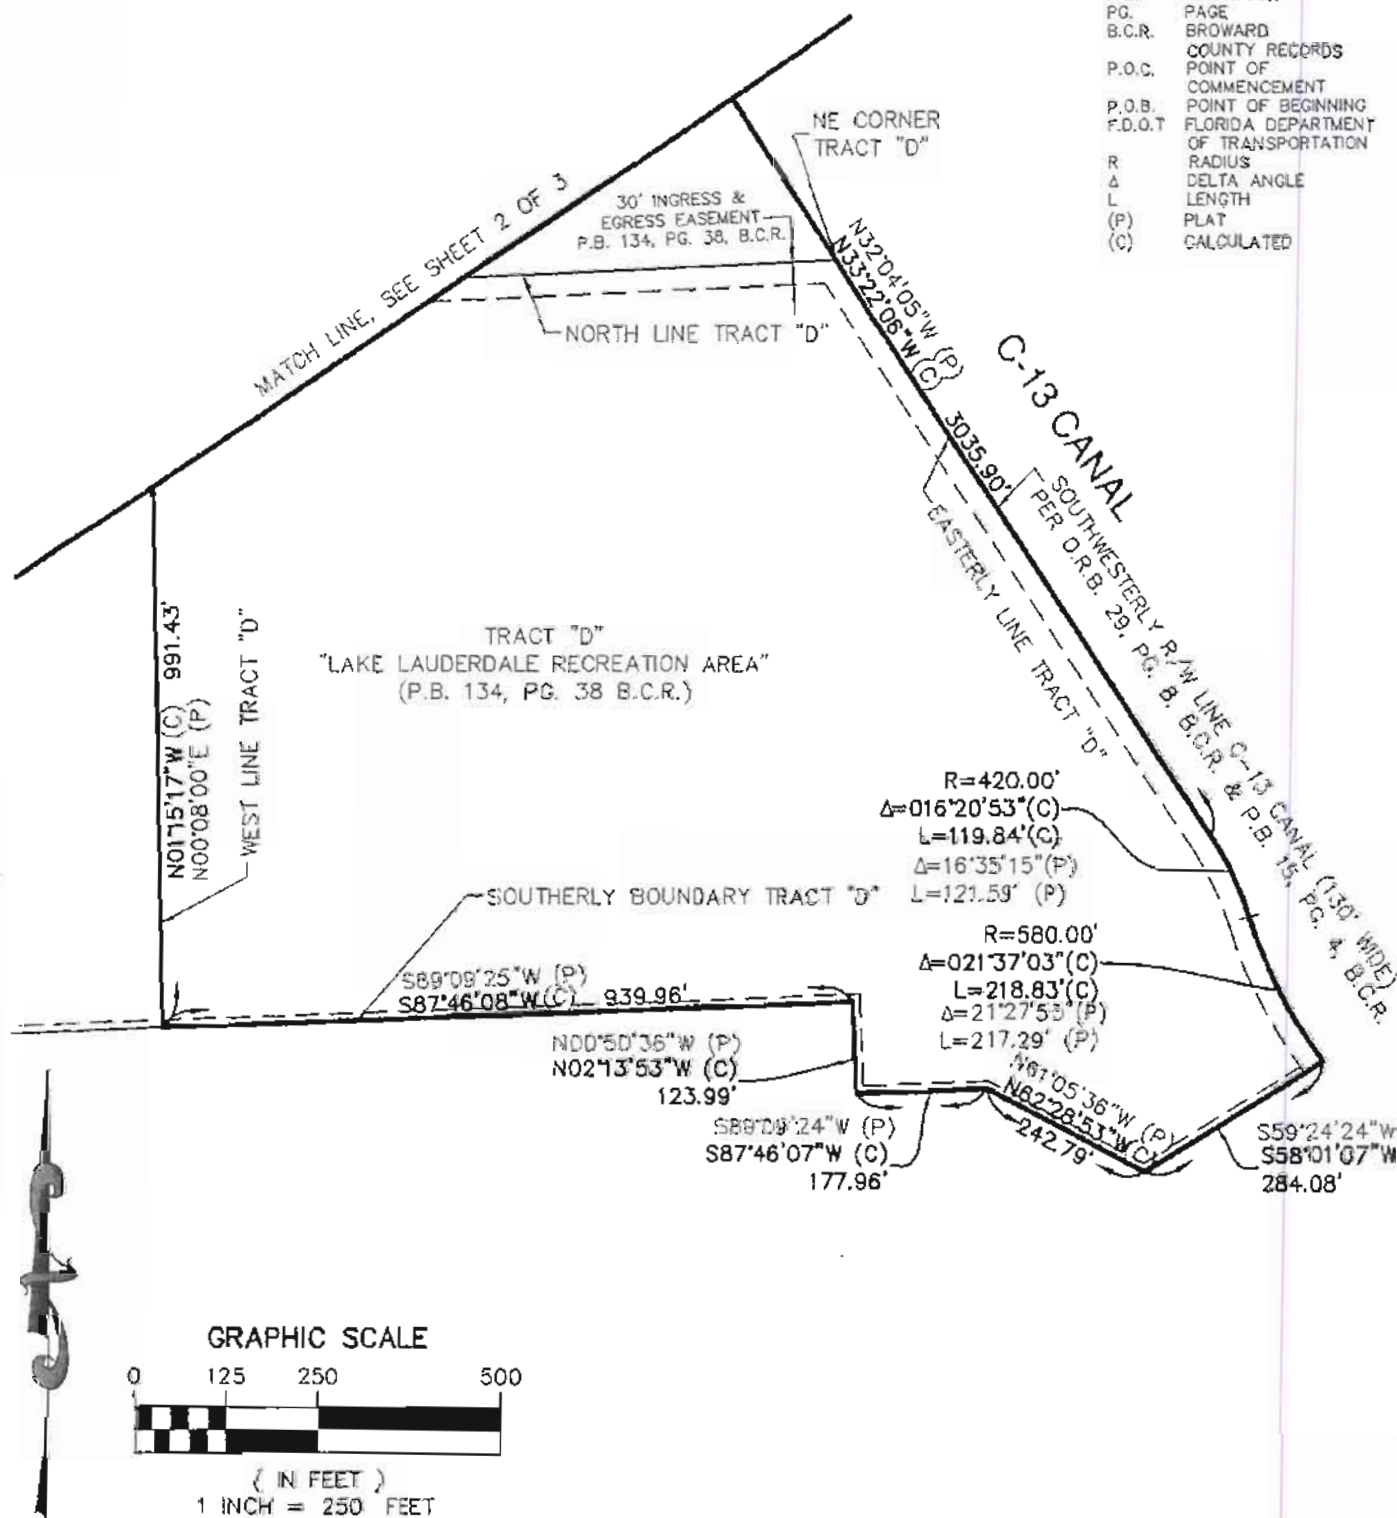 PG. PAGE
B.C.R. BROWARD
COUNTY RECORDS
P.O.C. POINT OF
COMMENCEMENT
P.O.B. POINT OF BEGINNING
F.D.O.T FLORIDA DEPARTMENT
OF TRANSPORTATION
R RADIUS
Δ DELTA ANGLE
L LENGTH
(P) PLAT
(C) CALCULATED
NE CORNER
TRACT "D"
30' INGRESS &
EGRESS EASEMENT
P.B. 134, PG. 38, B.C.R.
MATCH LINE, SEE SHEET 2 OF 3
NORTH LINE TRACT "D"
N32°04'05"W (P)
N33°22'06"W (C)
3035.90'
C-13 CANAL
EASTERLY LINE TRACT "D"
SOUTHWESTERLY R/W LINE C-13 CANAL (130' WIDE)
PER O.R.B. 29, PG. 8, B.C.R. & P.B. 15, PG. 4, B.C.R.
TRACT "D"
"LAKE LAUDERDALE RECREATION AREA"
(P.B. 134, PG. 38 B.C.R.)
N01°15'17"W (C) 991.43'
N00°08'00"E (P)
WEST LINE TRACT "D"
R=420.00'
Δ=016°20'53"(C)
L=119.84'(C)
Δ=16°35'15"(P)
L=121.59' (P)
SOUTHERLY BOUNDARY TRACT "D"
R=580.00'
Δ=021°37'03"(C)
L=218.83'(C)
Δ=21°27'55"(P)
L=217.29' (P)
S89°09'25"W (P)
S87°46'08"W (C) 939.96'
N00°50'36"W (P)
N02°13'53"W (C)
123.99'
S89°09'24"W (P)
S87°46'07"W (C)
177.96'
N61°05'36"W (P)
N62°28'53"W (C)
242.79'
S59°24'24"W
S58°01'07"W
284.08'
GRAPHIC SCALE
0 125 250 500
( IN FEET )
1 INCH = 250 FEET